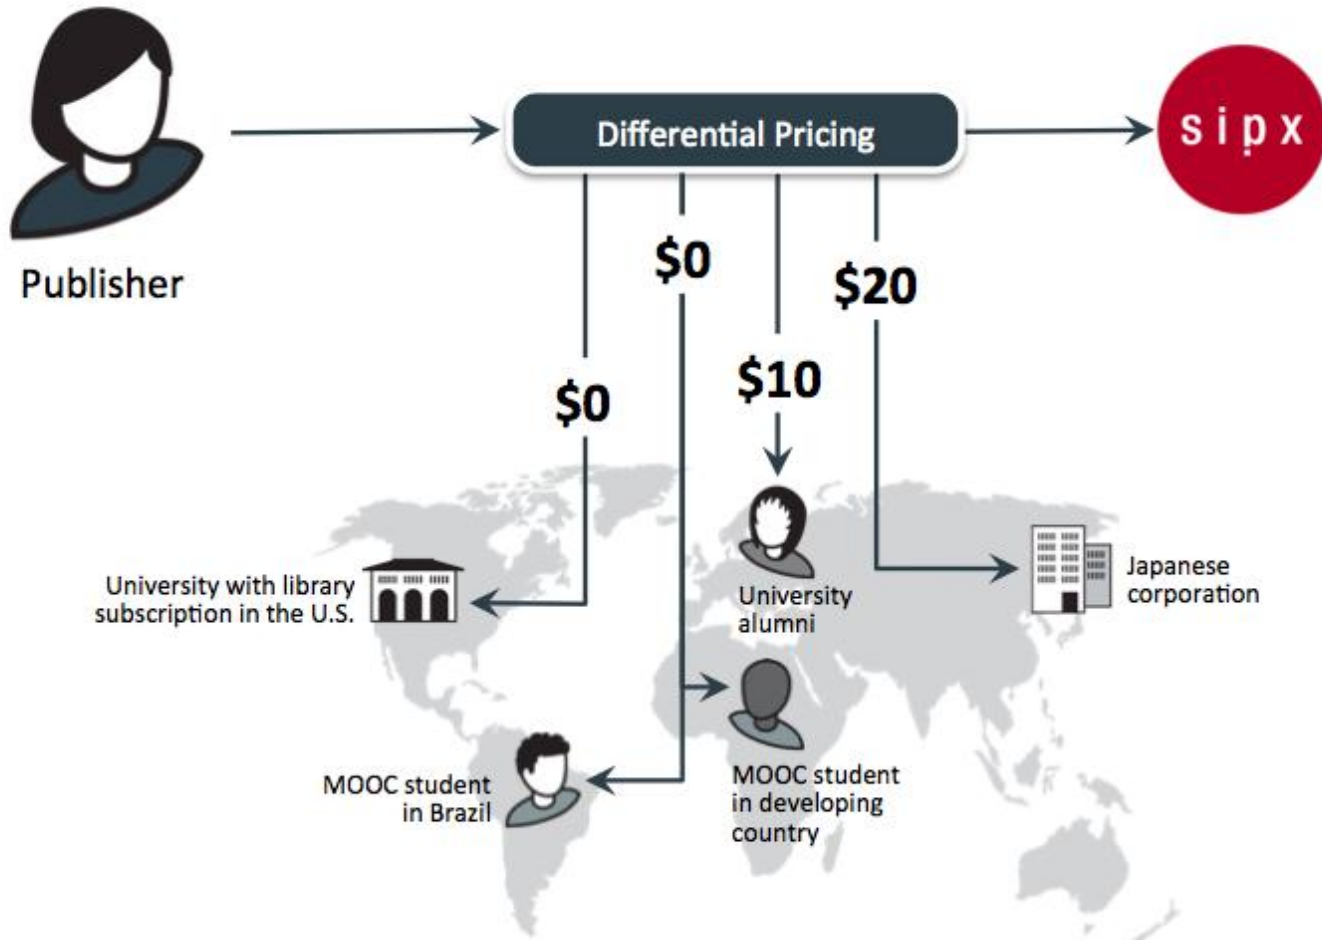 Differential Pricing
sipx
Publisher
$0
$20
$10
$0
University with library
subscription in the U.S.
University
alumni
Japanese
corporation
MOOC student
in Brazil
MOOC student
in developing
country